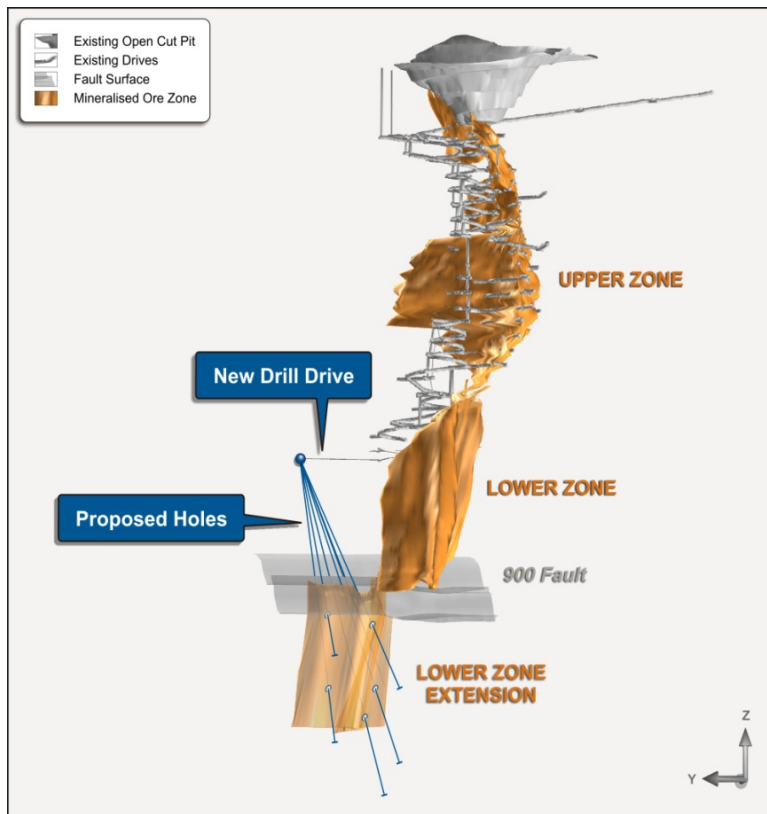 Existing Open Cut Pit
Existing Drives
Fault Surface
Mineralised Ore Zone
UPPER ZONE
New Drill Drive
LOWER ZONE
Proposed Holes
900 Fault
LOWER ZONE
EXTENSION
Z
Y